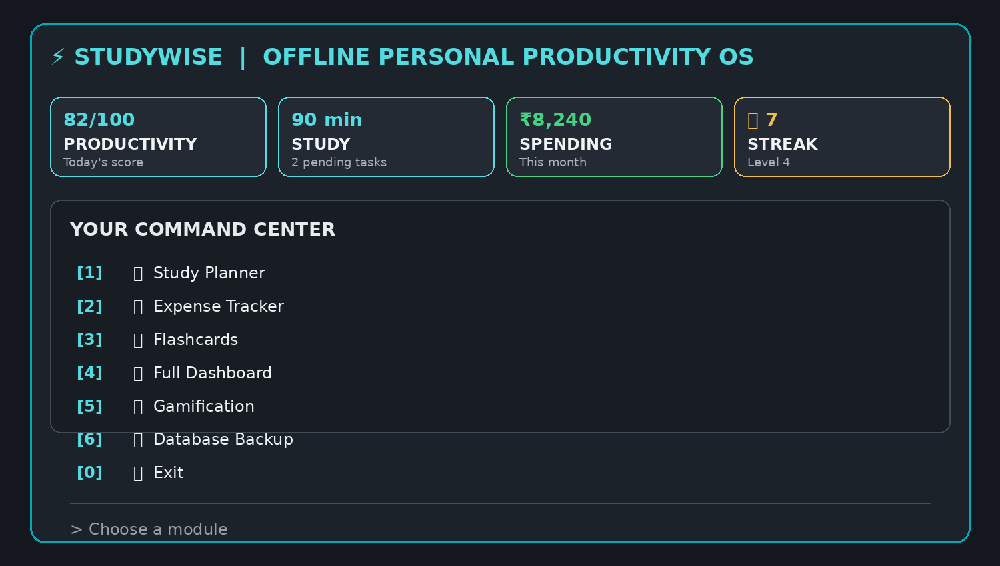 ⚡ STUDYWISE | OFFLINE PERSONAL PRODUCTIVITY OS
82/100
PRODUCTIVITY
Today's score
90 min
STUDY
2 pending tasks
₹8,240
SPENDING
This month
7
STREAK
Level 4
YOUR COMMAND CENTER
[1] Study Planner
[2] Expense Tracker
[3] Flashcards
[4] Full Dashboard
[5] Gamification
[6] Database Backup
[0] Exit
> Choose a module